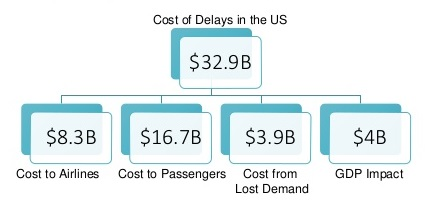 Cost of Delays in the US
$32.9B
$8.3B
$16.7B
$3.9B
$4B
Cost to Airlines
Cost to Passengers
Cost from
Lost Demand
GDP Impact